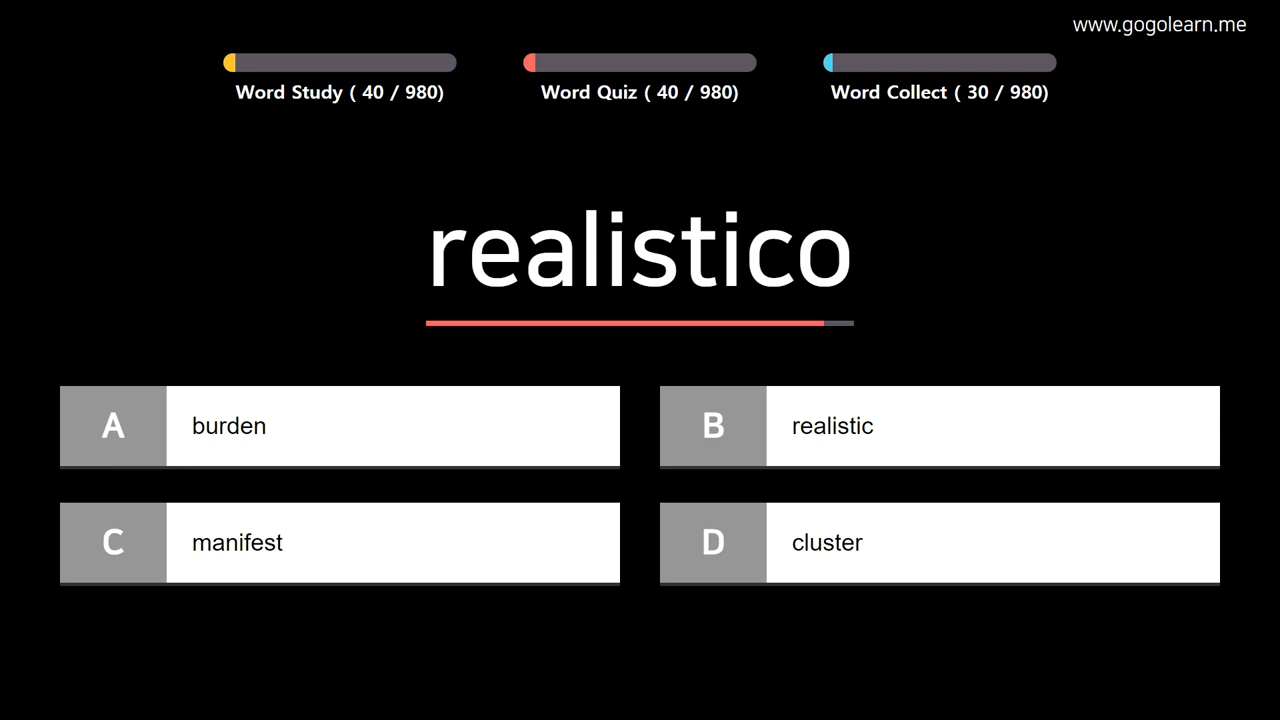 www.gogolearn.me
Word Study ( 40 / 980)
Word Quiz ( 40 / 980)
Word Collect ( 30 / 980)
realistico
A burden
B realistic
C manifest
D cluster